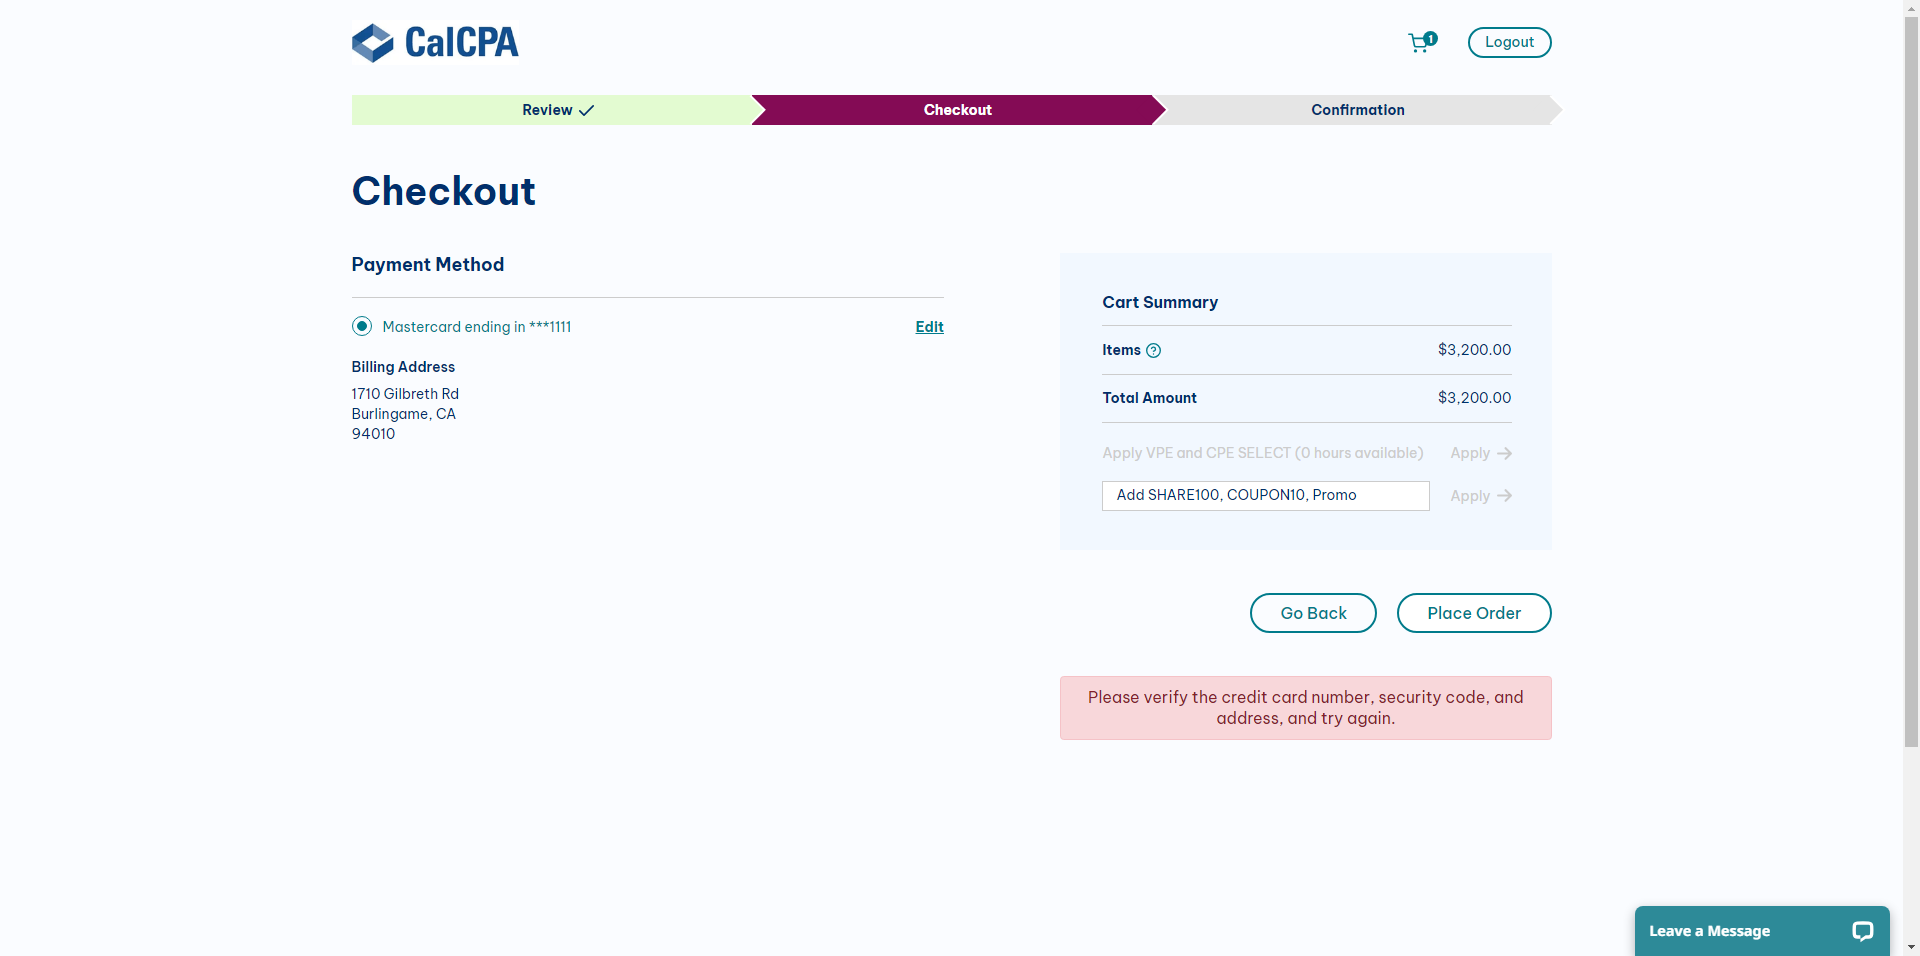 CalCPA
1
Logout
Review
Checkout
Confirmation
Checkout
Payment Method
Mastercard ending in ***1111
Edit
Billing Address
1710 Gilbreth Rd
Burlingame, CA
94010
Cart Summary
Items
$3,200.00
Total Amount
$3,200.00
Apply VPE and CPE SELECT (0 hours available)
Apply
Add SHARE100, COUPON10, Promo
Apply
Go Back
Place Order
Please verify the credit card number, security code, and
address, and try again.
Leave a Message